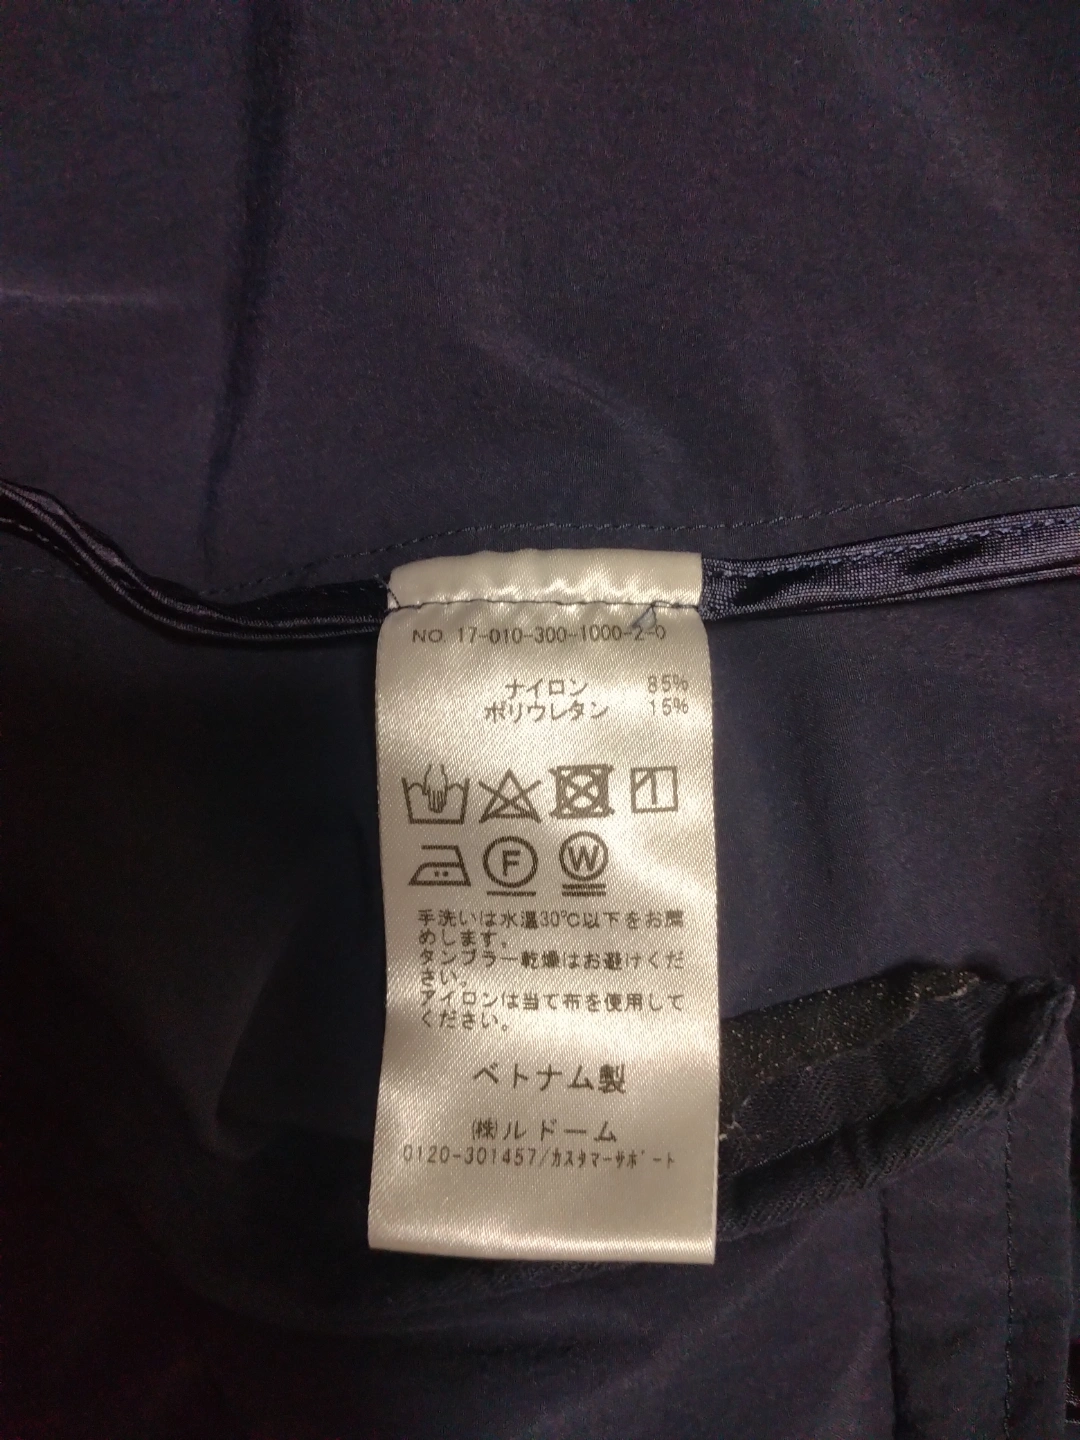 NO. 17-010-300-1000-2-0
ナイロン 85%
ポリウレタン 15%
F W
手洗いは水温30℃以下をお薦
めします。
タンブラー乾燥はお避けくだ
さい。
アイロンは当て布を使用して
ください。
ベトナム製
(株)ルドーム
0120-301457/カスタマーサポート